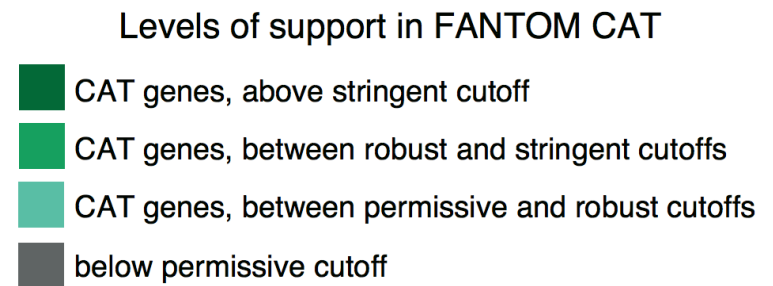 Levels of support in FANTOM CAT
CAT genes, above stringent cutoff
CAT genes, between robust and stringent cutoffs
CAT genes, between permissive and robust cutoffs
below permissive cutoff